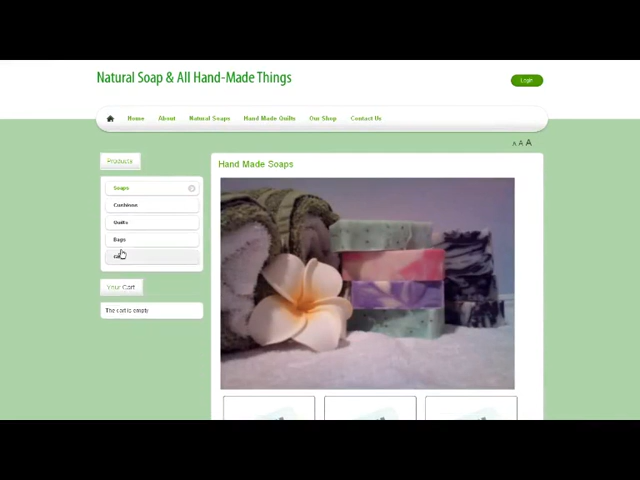 Natural Soap & All Hand-Made Things
Login
Home About Natural Soaps Hand Made Quilts Our Shop Contact Us
A A A
Products
Hand Made Soaps
Soaps
Cushions
Quilts
Bags
Your Cart
The cart is empty